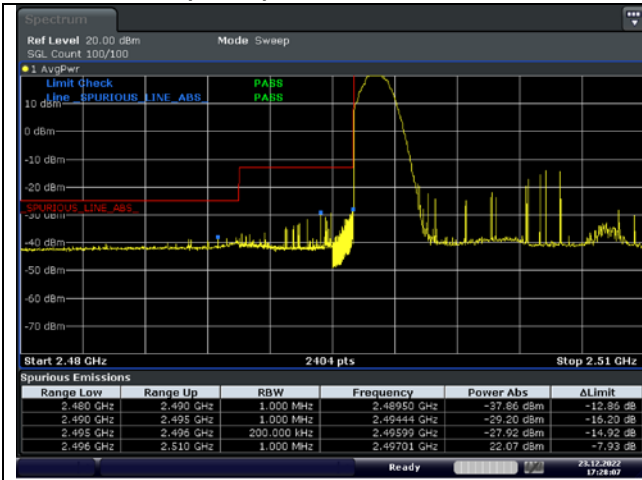 Spectrum
Ref Level 20.00 dBm Mode Sweep
SGL Count 100/100
1 AvgPwr
Limit Check PASS
Line _SPURIOUS_LINE_ABS_ PASS
10 dBm
0 dBm
-10 dBm
-20 dBm
_SPURIOUS_LINE_ABS_
-30 dBm
-40 dBm
-50 dBm
-60 dBm
-70 dBm
Start 2.48 GHz 2404 pts Stop 2.51 GHz
Spurious Emissions
Range Low Range Up RBW Frequency Power Abs ΔLimit
2.480 GHz 2.490 GHz 1.000 MHz 2.48950 GHz -37.86 dBm -12.86 dB
2.490 GHz 2.495 GHz 1.000 MHz 2.49444 GHz -29.20 dBm -16.20 dB
2.495 GHz 2.496 GHz 200.000 kHz 2.49599 GHz -27.92 dBm -14.92 dB
2.496 GHz 2.510 GHz 1.000 MHz 2.49701 GHz 22.07 dBm -7.93 dB
Ready 23.12.2022
17:28:07